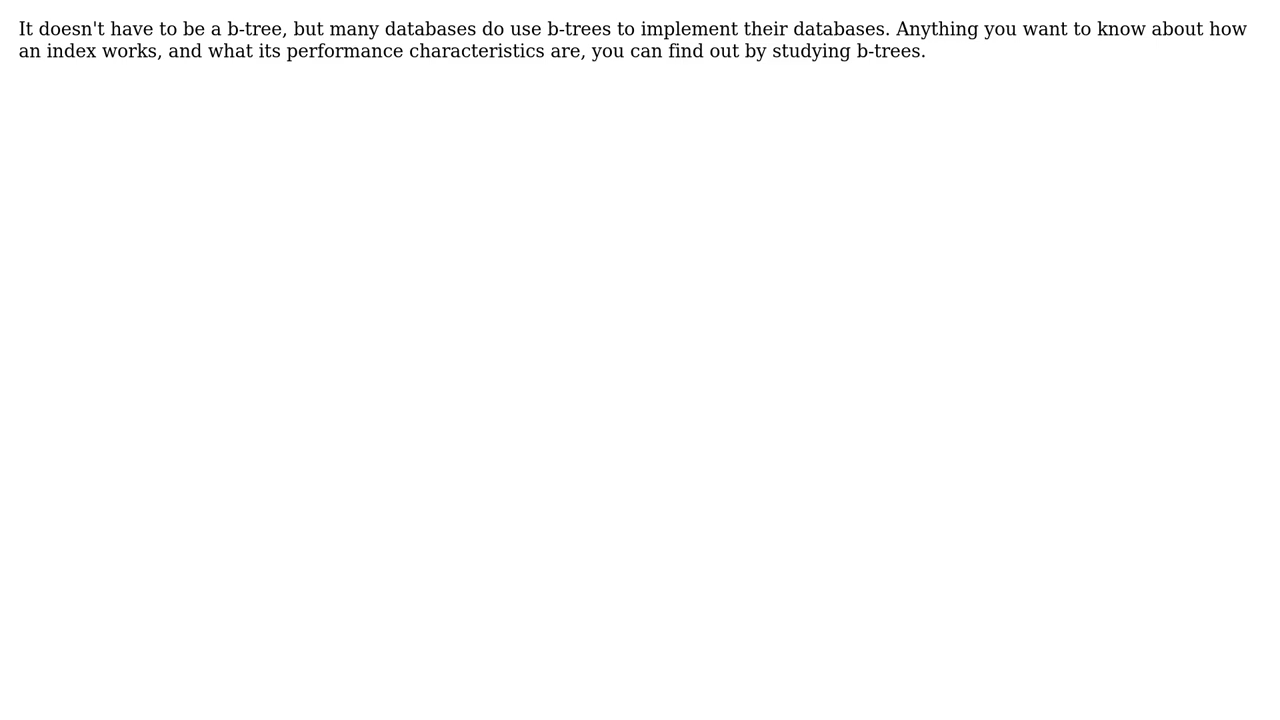 It doesn't have to be a b-tree, but many databases do use b-trees to implement their databases. Anything you want to know about how
an index works, and what its performance characteristics are, you can find out by studying b-trees.